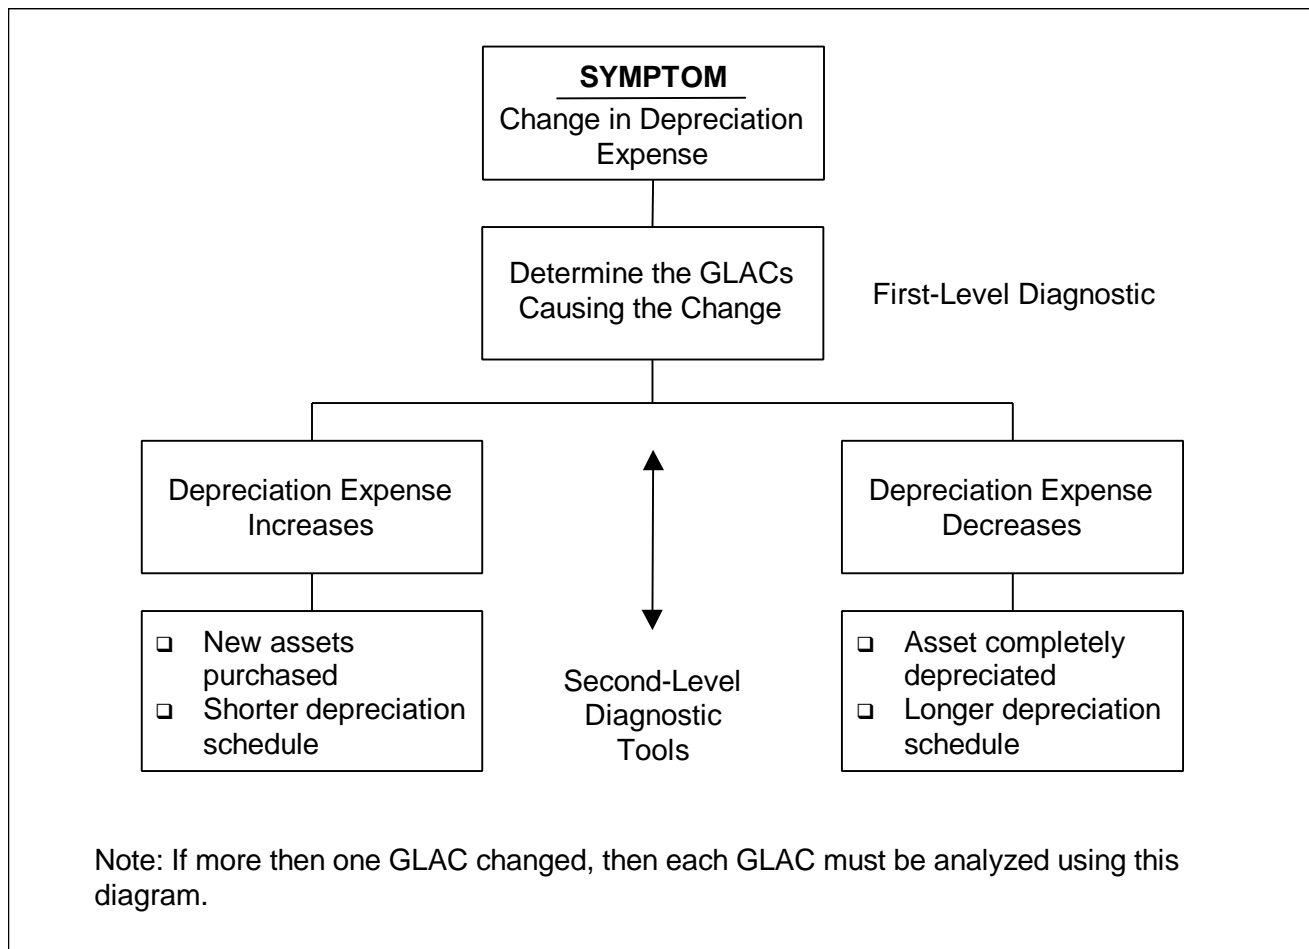 SYMPTOM
Change in Depreciation
Expense
Determine the GLACs
Causing the Change
First-Level Diagnostic
Depreciation Expense
Increases
Depreciation Expense
Decreases
❑ New assets
purchased
❑ Shorter depreciation
schedule
Second-Level
Diagnostic
Tools
❑ Asset completely
depreciated
❑ Longer depreciation
schedule
Note: If more then one GLAC changed, then each GLAC must be analyzed using this
diagram.